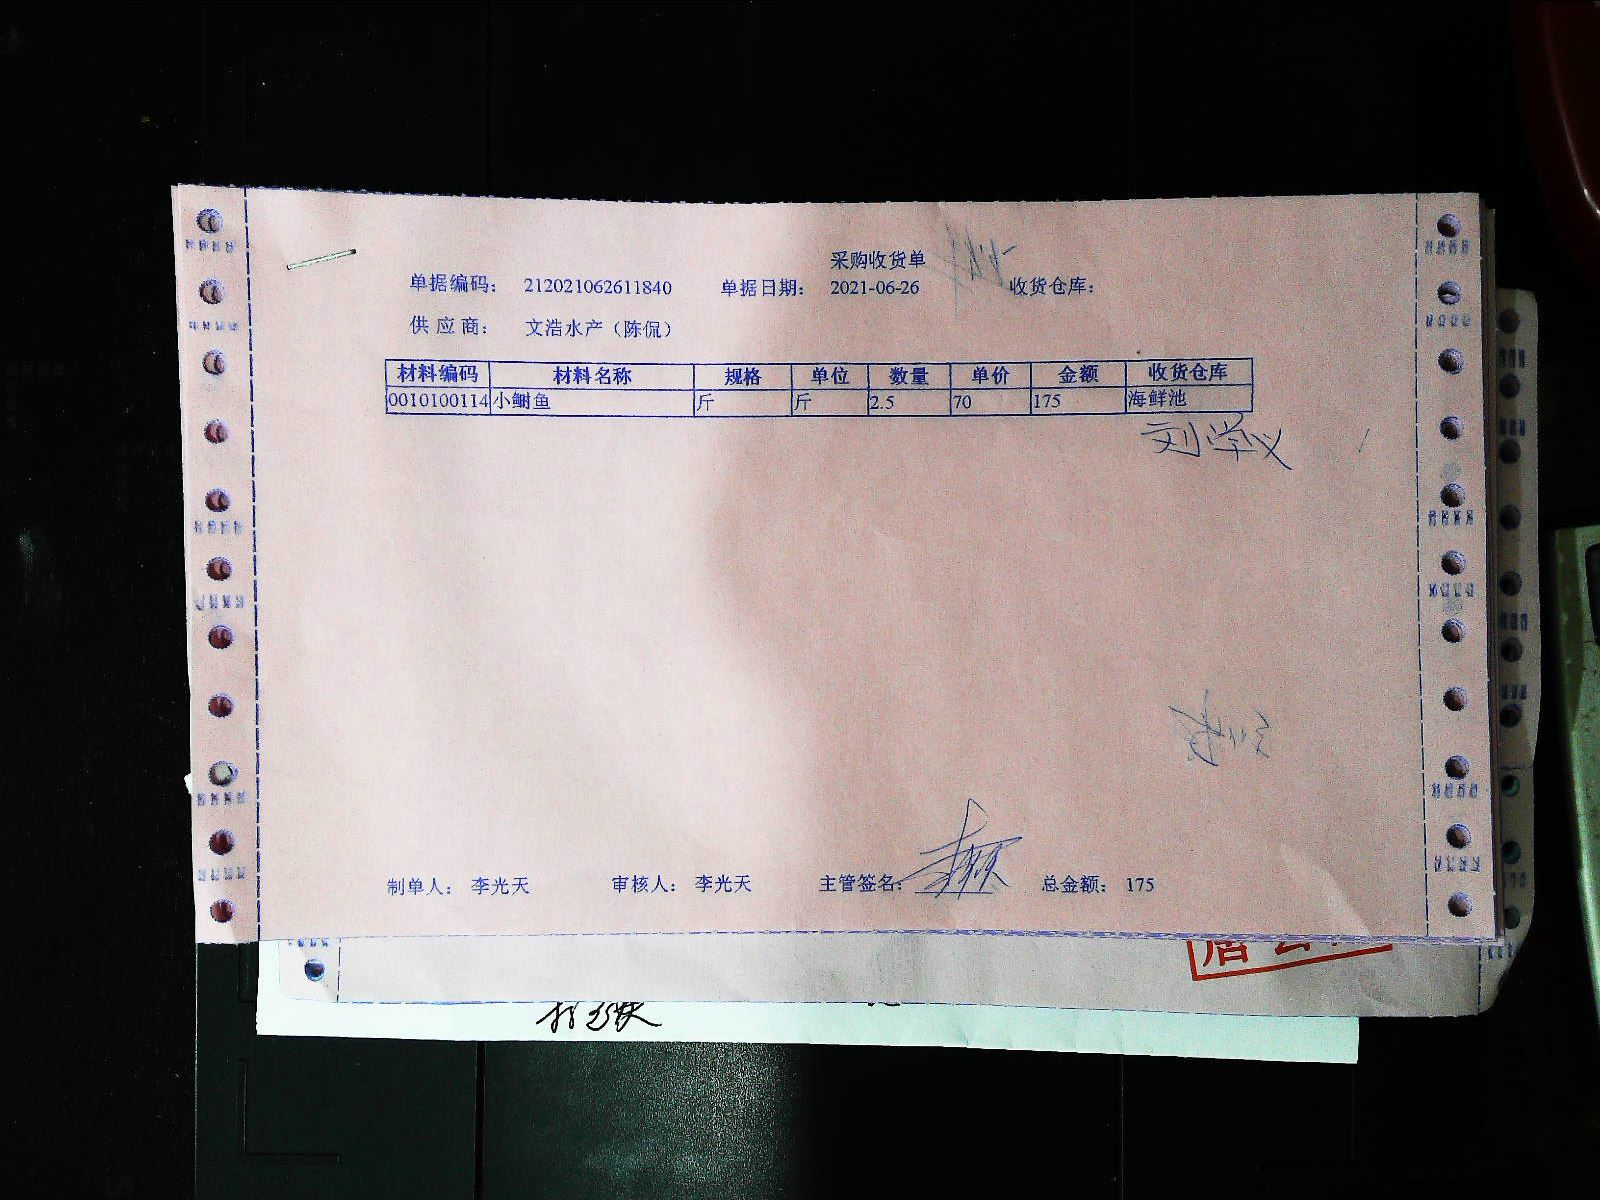 采购收货单
单据编码： 212021062611840 单据日期： 2021-06-26 收货仓库：
供 应 商： 文浩水产（陈侃）
材料编码 材料名称 规格 单位 数量 单价 金额 收货仓库
0010100114 小鲥鱼 斤 斤 2.5 70 175 海鲜池
刘学义
制单人： 李光天 审核人： 李光天 主管签名： 总金额： 175